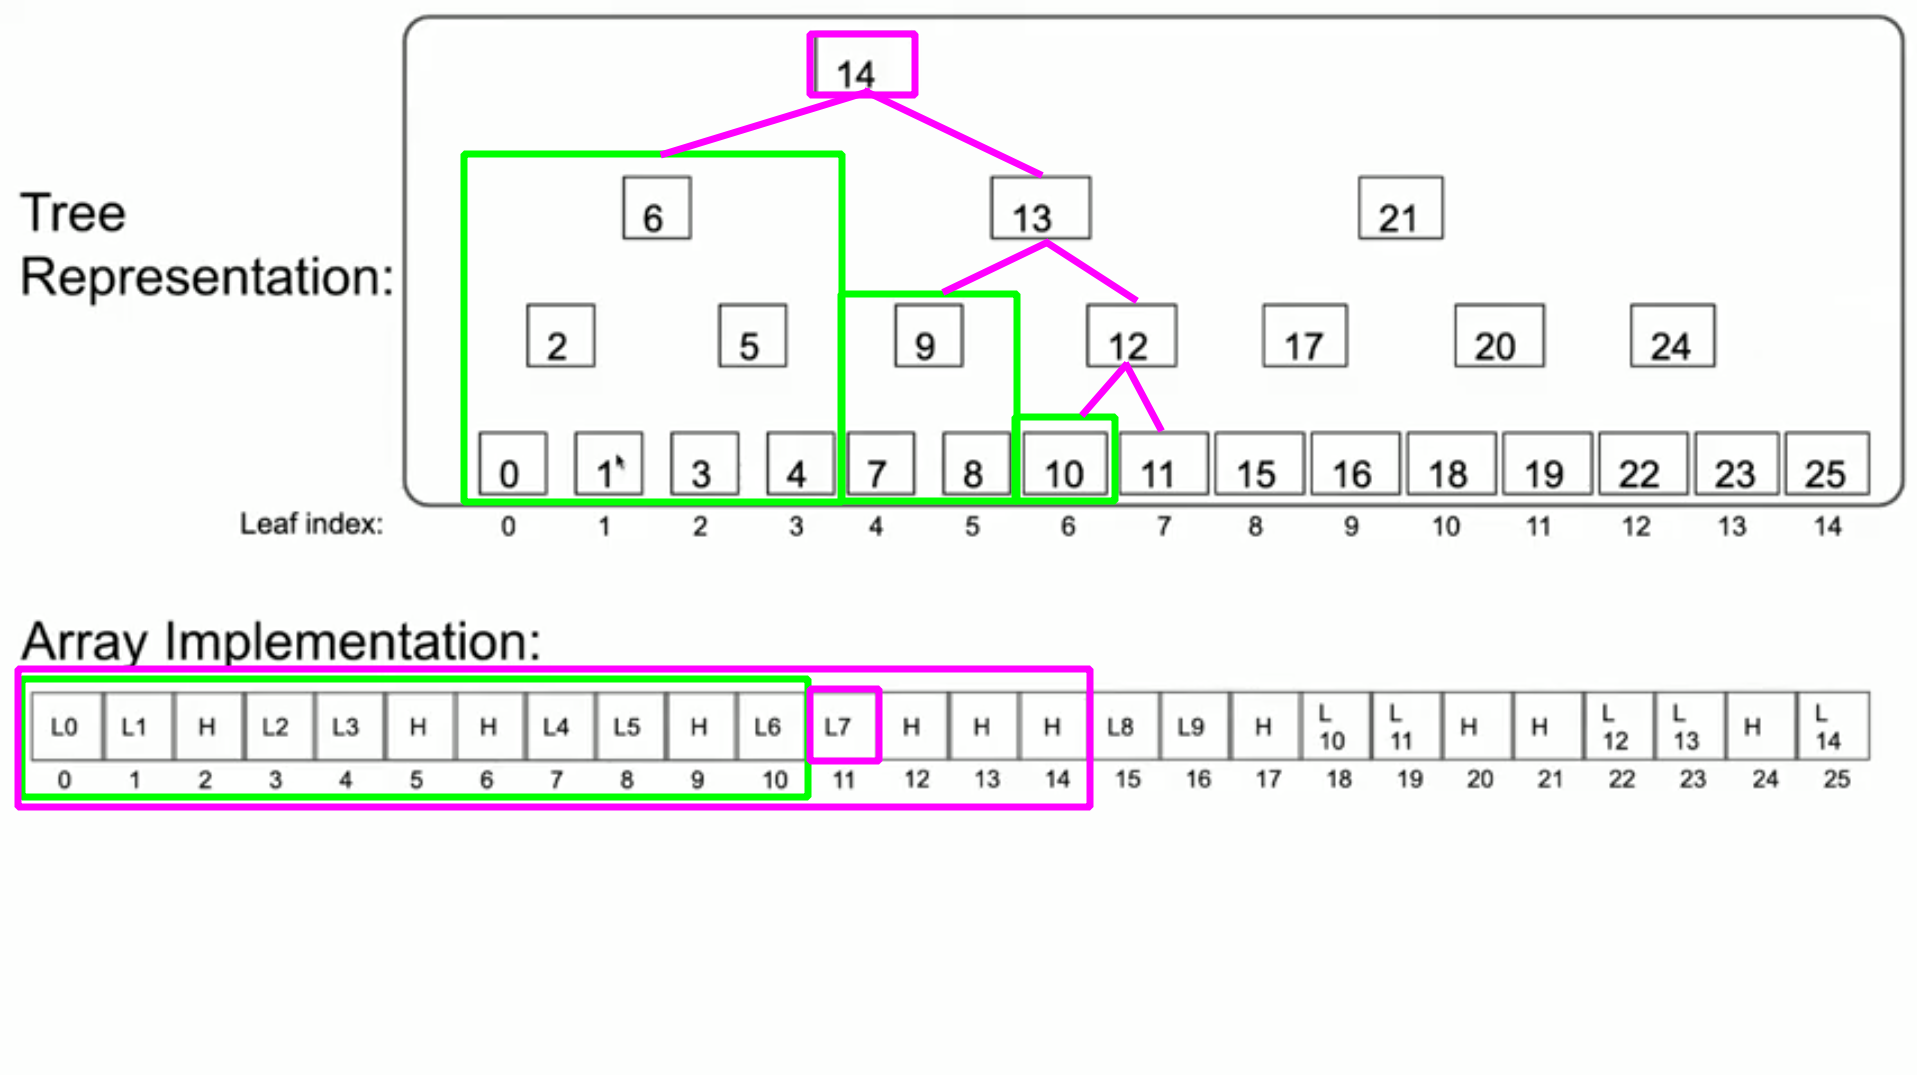 14
Tree
Representation:
6 13 21
2 5 9 12 17 20 24
0 1 3 4 7 8 10 11 15 16 18 19 22 23 25
Leaf index: 0 1 2 3 4 5 6 7 8 9 10 11 12 13 14
Array Implementation:
L0 L1 H L2 L3 H H L4 L5 H L6 L7 H H H L8 L9 H L 10 L 11 H H L 12 L 13 H L 14
0 1 2 3 4 5 6 7 8 9 10 11 12 13 14 15 16 17 18 19 20 21 22 23 24 25